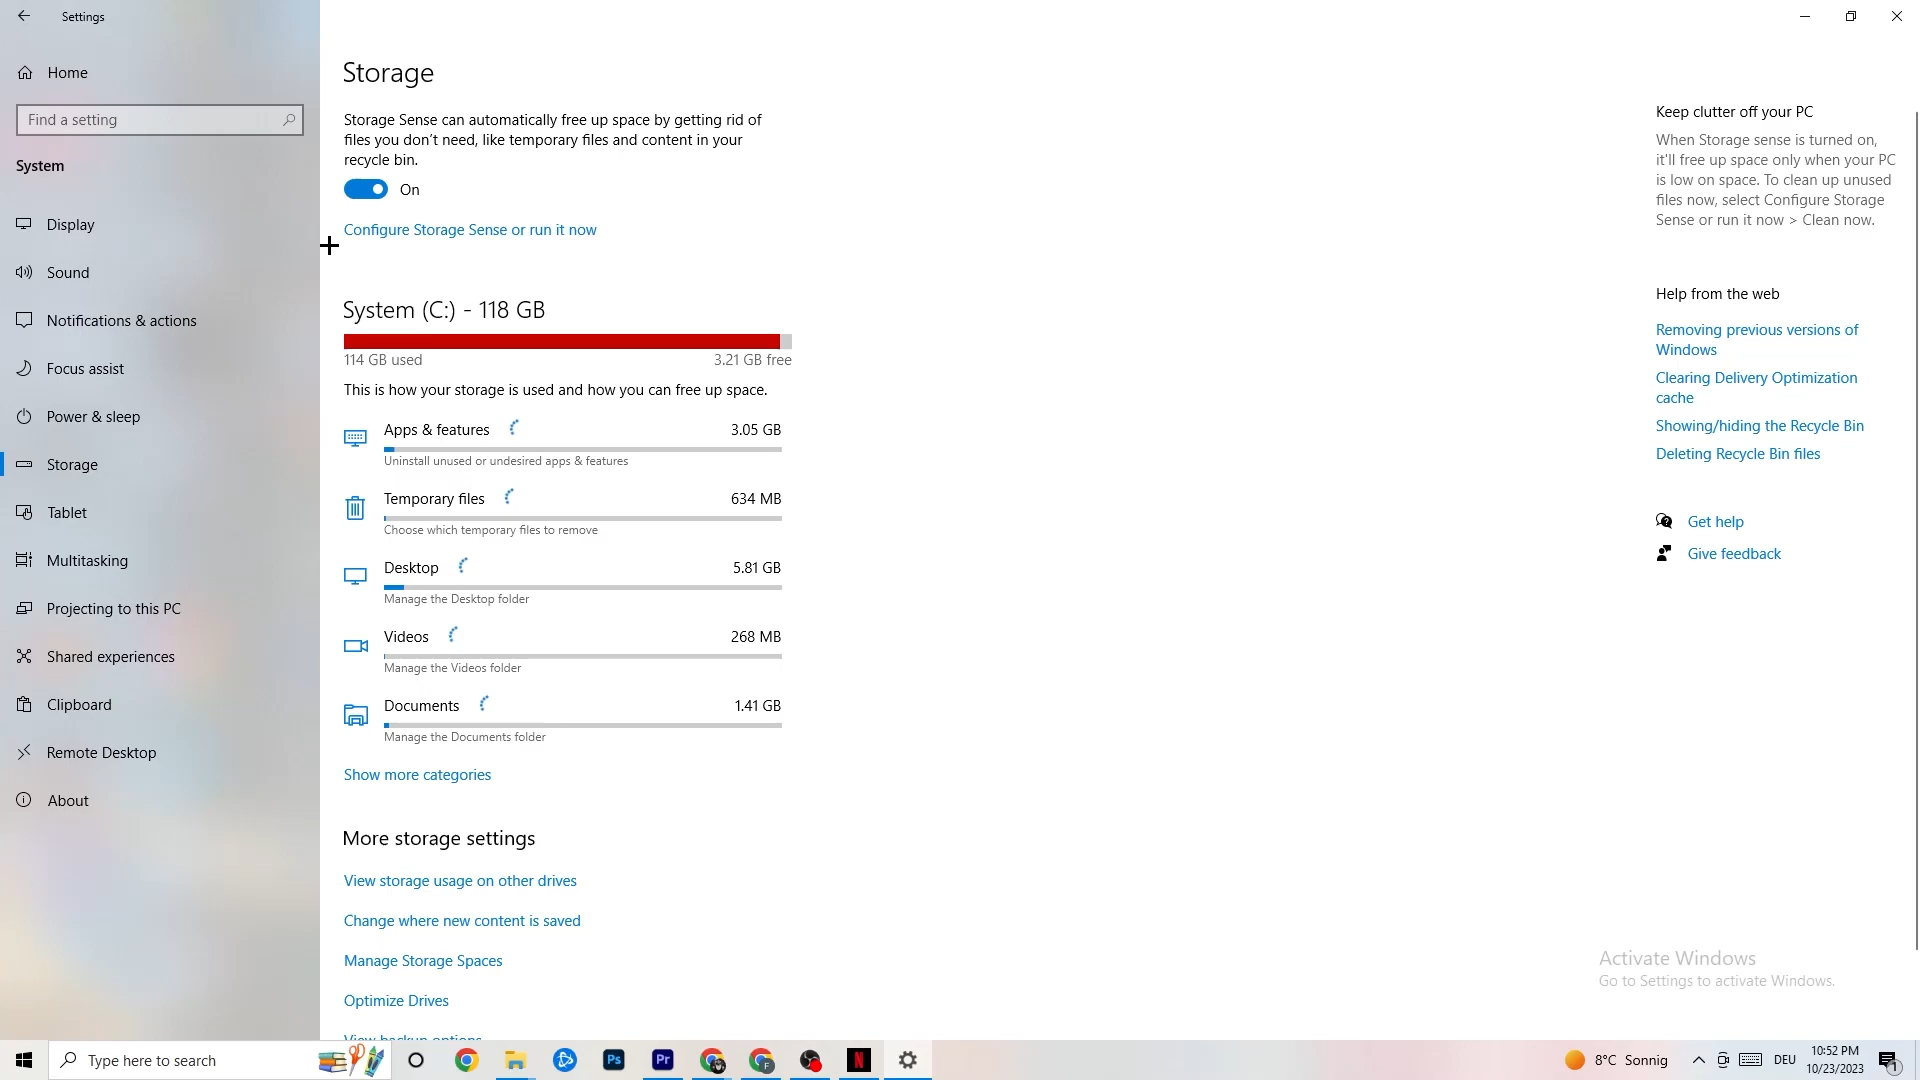 Settings
Home
Find a setting
System
Display
Sound
Notifications & actions
Focus assist
Power & sleep
Storage
Tablet
Multitasking
Projecting to this PC
Shared experiences
Clipboard
Remote Desktop
About
Storage
Storage Sense can automatically free up space by getting rid of
files you don't need, like temporary files and content in your
recycle bin.
On
Configure Storage Sense or run it now
System (C:) - 118 GB
114 GB used
3.21 GB free
This is how your storage is used and how you can free up space.
Apps & features
3.05 GB
Uninstall unused or undesired apps & features
Temporary files
634 MB
Choose which temporary files to remove
Desktop
5.81 GB
Manage the Desktop folder
Videos
268 MB
Manage the Videos folder
Documents
1.41 GB
Manage the Documents folder
Show more categories
More storage settings
View storage usage on other drives
Change where new content is saved
Manage Storage Spaces
Optimize Drives
View backup options
Keep clutter off your PC
When Storage sense is turned on,
it'll free up space only when your PC
is low on space. To clean up unused
files now, select Configure Storage
Sense or run it now > Clean now.
Help from the web
Removing previous versions of
Windows
Clearing Delivery Optimization
cache
Showing/hiding the Recycle Bin
Deleting Recycle Bin files
Get help
Give feedback
Activate Windows
Go to Settings to activate Windows.
Type here to search
Ps
Pr
F
N
8°C Sonnig
DEU
10:52 PM
10/23/2023
1